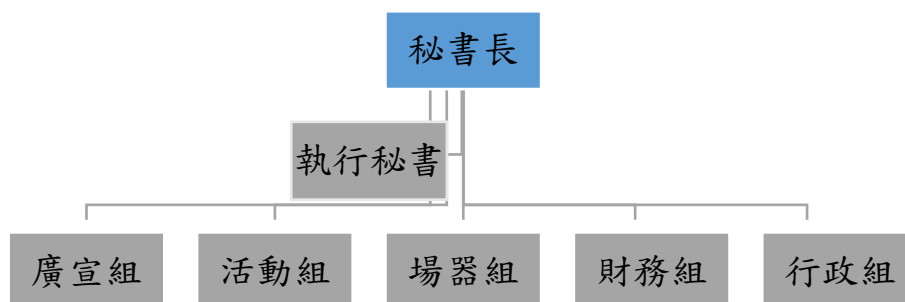 秘書長
執行秘書
廣宣組
活動組
場器組
財務組
行政組